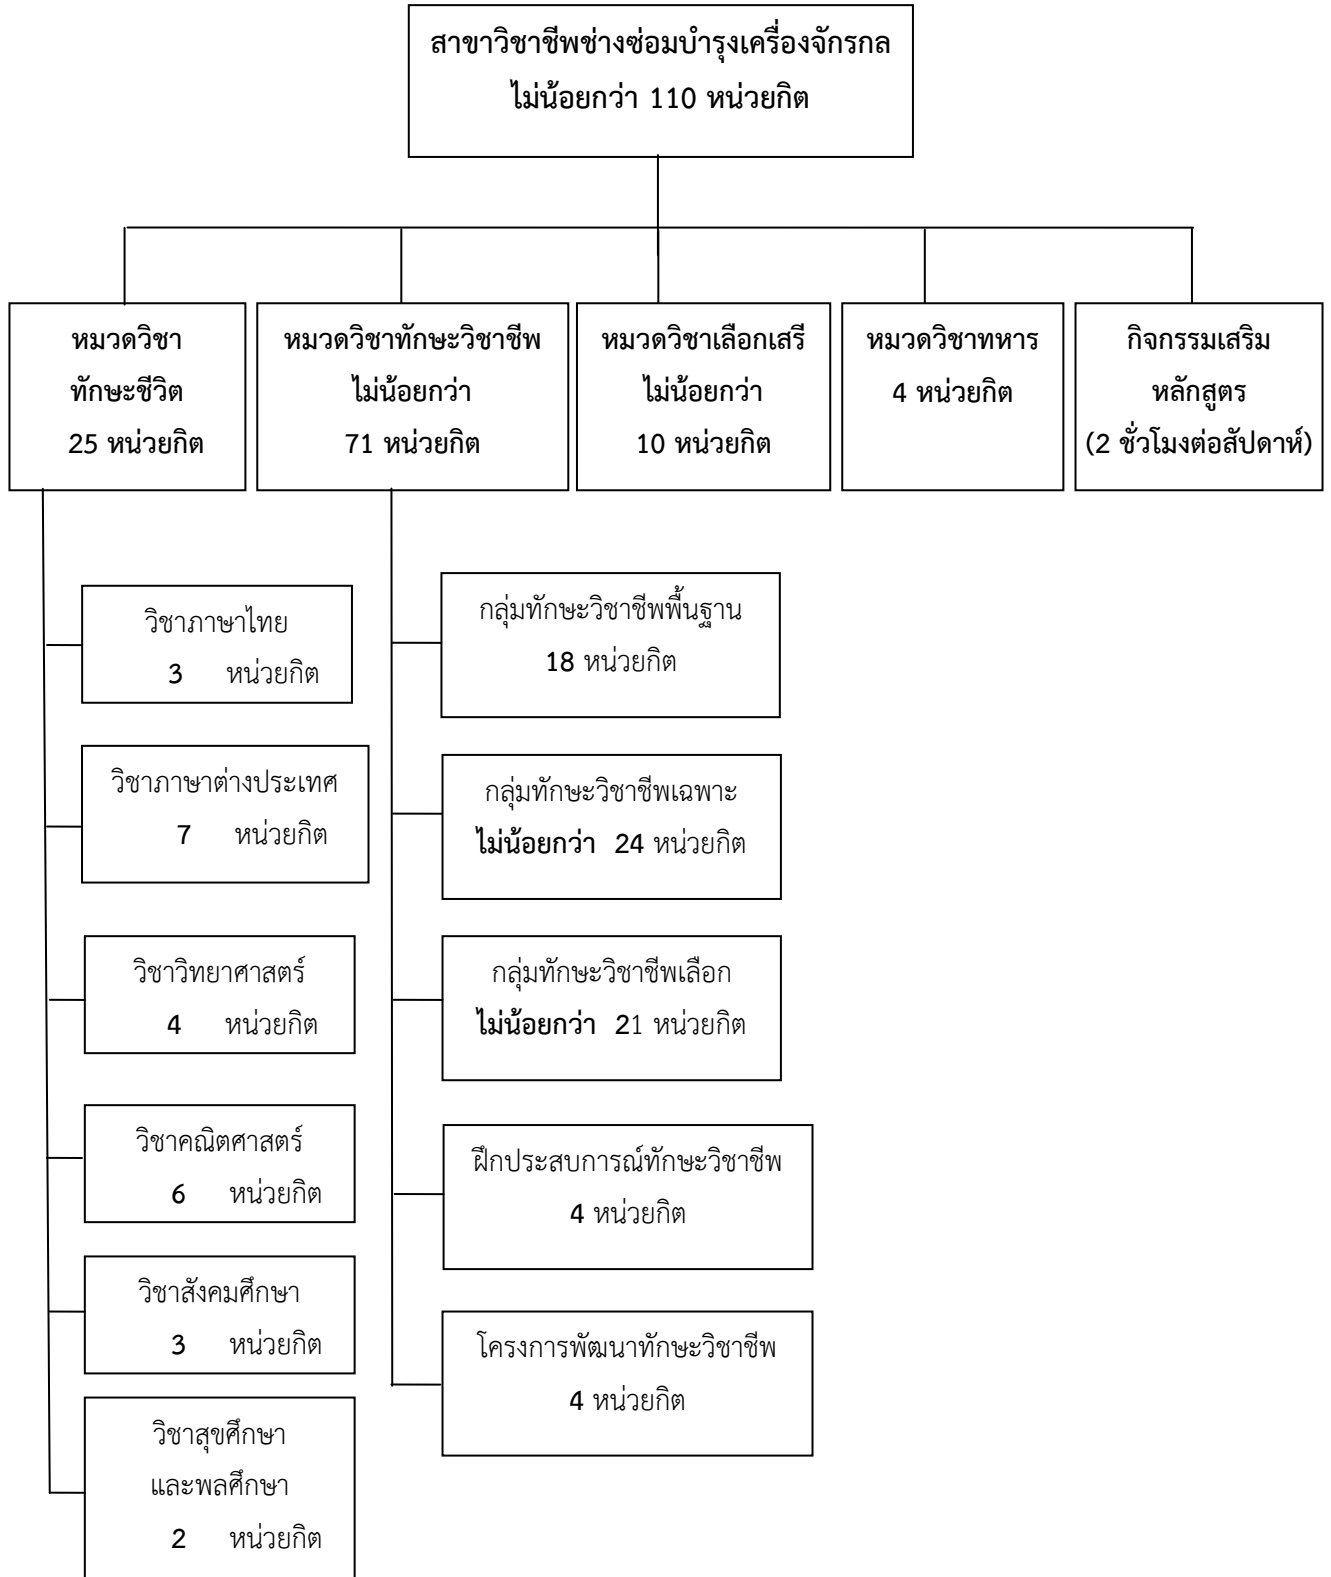 สาขาวิชาชีพช่างซ่อมบำรุงเครื่องจักรกล
ไม่น้อยกว่า 110 หน่วยกิต
หมวดวิชา
ทักษะชีวิต
25 หน่วยกิต
หมวดวิชาทักษะวิชาชีพ
ไม่น้อยกว่า
71 หน่วยกิต
หมวดวิชาเลือกเสรี
ไม่น้อยกว่า
10 หน่วยกิต
หมวดวิชาทหาร
4 หน่วยกิต
กิจกรรมเสริม
หลักสูตร
(2 ชั่วโมงต่อสัปดาห์)
วิชาภาษาไทย
3 หน่วยกิต
วิชาภาษาต่างประเทศ
7 หน่วยกิต
วิชาวิทยาศาสตร์
4 หน่วยกิต
วิชาคณิตศาสตร์
6 หน่วยกิต
วิชาสังคมศึกษา
3 หน่วยกิต
วิชาสุขศึกษา
และพลศึกษา
2 หน่วยกิต
กลุ่มทักษะวิชาชีพพื้นฐาน
18 หน่วยกิต
กลุ่มทักษะวิชาชีพเฉพาะ
ไม่น้อยกว่า 24 หน่วยกิต
กลุ่มทักษะวิชาชีพเลือก
ไม่น้อยกว่า 21 หน่วยกิต
ฝึกประสบการณ์ทักษะวิชาชีพ
4 หน่วยกิต
โครงการพัฒนาทักษะวิชาชีพ
4 หน่วยกิต